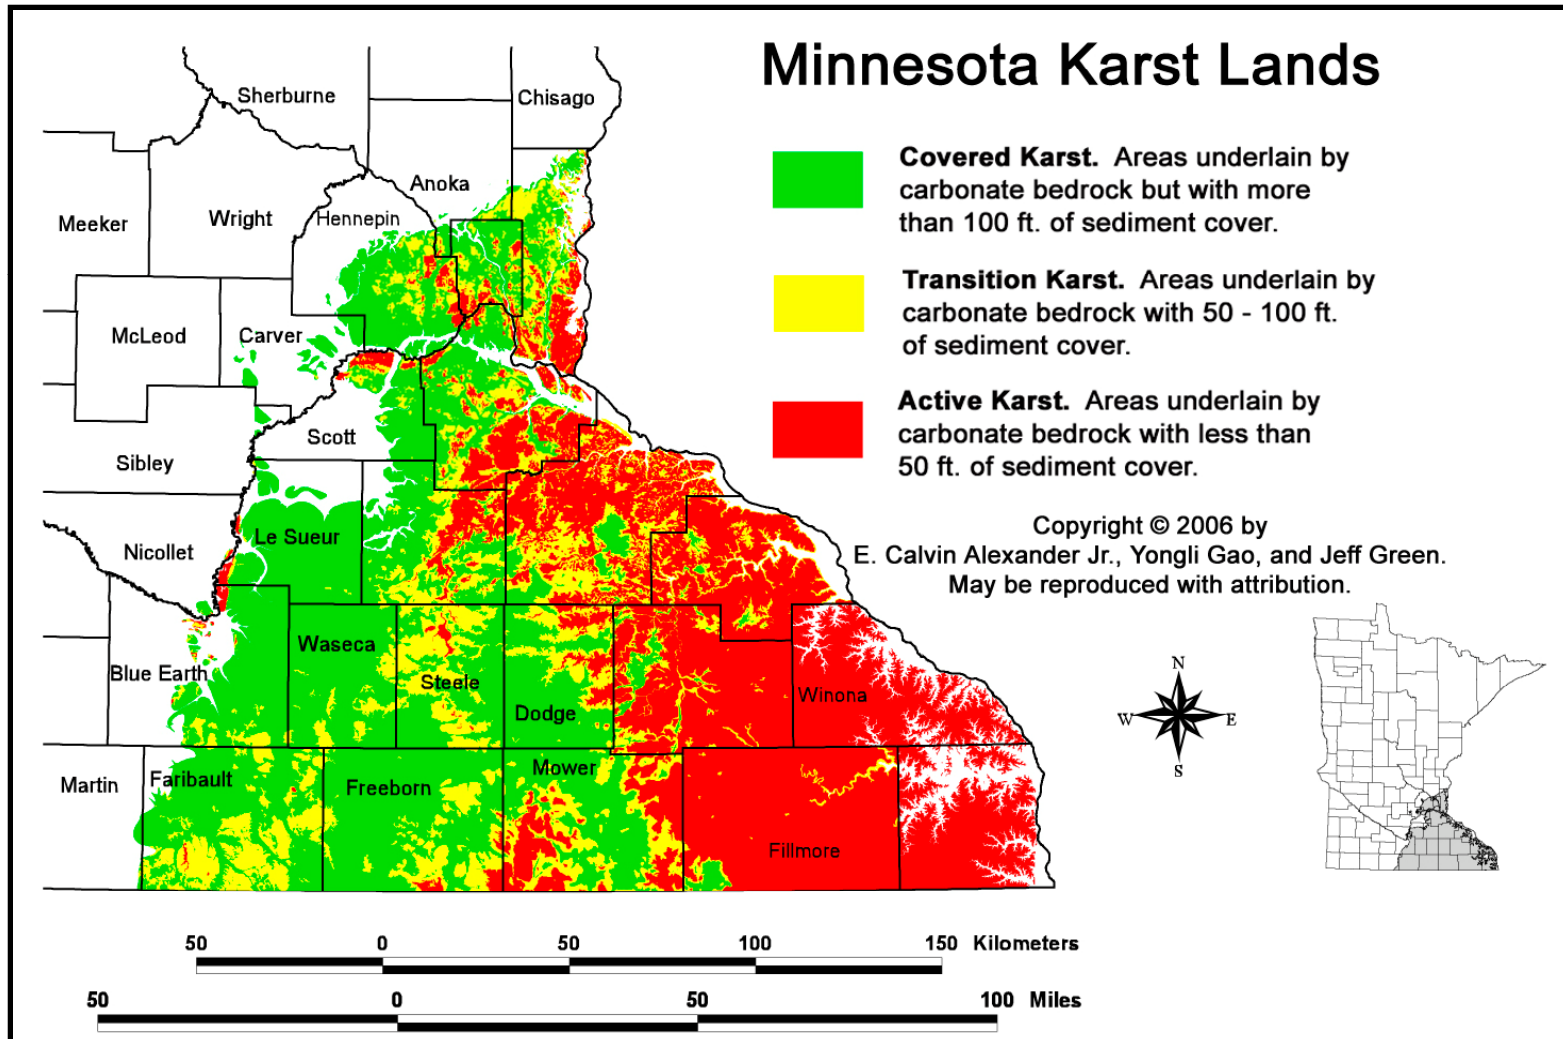 Minnesota Karst Lands
Covered Karst. Areas underlain by
carbonate bedrock but with more
than 100 ft. of sediment cover.
Transition Karst. Areas underlain by
carbonate bedrock with 50 - 100 ft.
of sediment cover.
Active Karst. Areas underlain by
carbonate bedrock with less than
50 ft. of sediment cover.
Copyright © 2006 by
E. Calvin Alexander Jr., Yongli Gao, and Jeff Green.
May be reproduced with attribution.
Sherburne
Chisago
Anoka
Meeker
Wright
Hennepin
McLeod
Carver
Scott
Sibley
Le Sueur
Nicollet
Waseca
Blue Earth
Steele
Dodge
Winona
Martin
Faribault
Freeborn
Mower
Fillmore
N
W
E
S
50 0 50 100 150 Kilometers
50 0 50 100 Miles